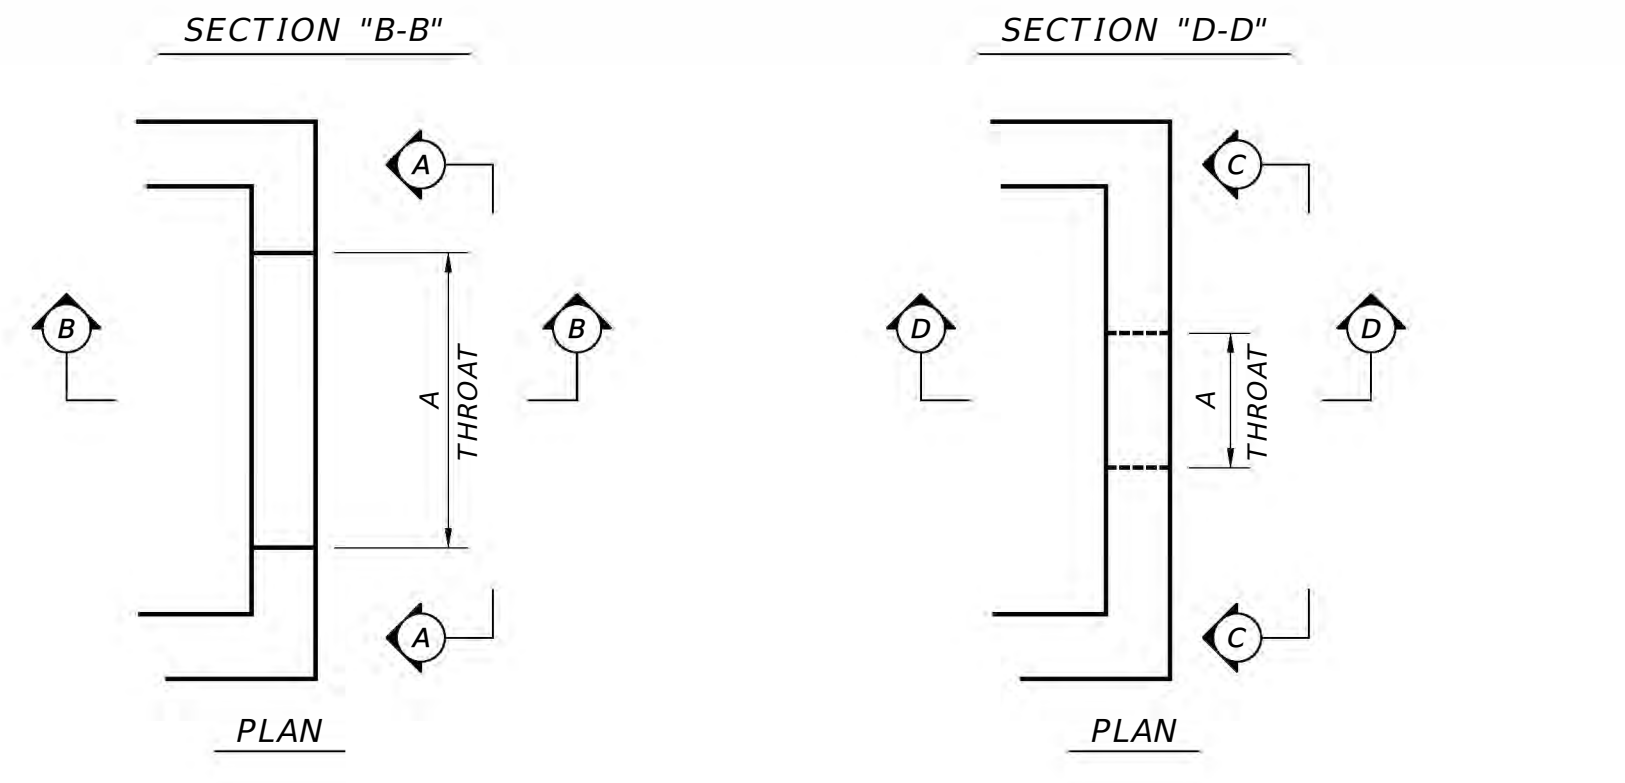 SECTION "B-B"
SECTION "D-D"
A
C
B
B
A
THROAT
D
D
A
THROAT
A
C
PLAN
PLAN